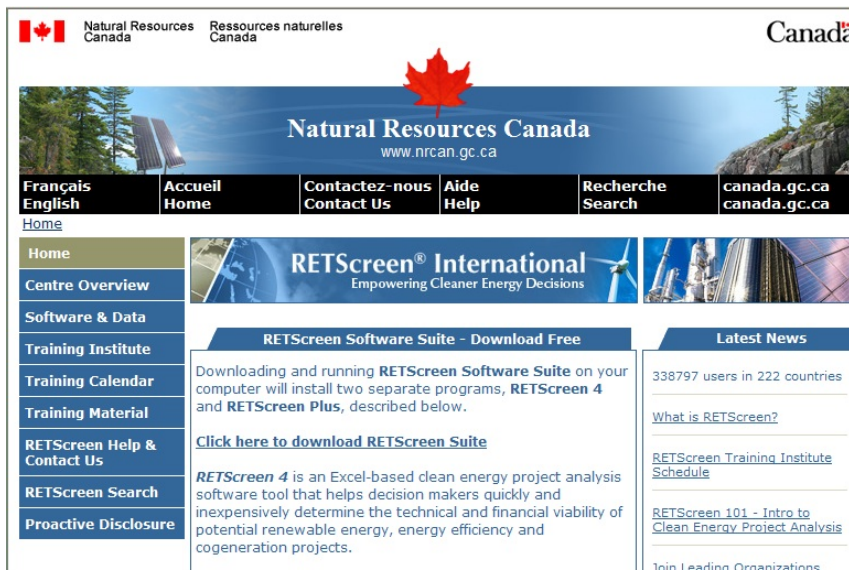 Natural Resources Ressources naturelles
Canada Canada
Canada
Natural Resources Canada
www.nrcan.gc.ca
Français Accueil Contactez-nous Aide Recherche canada.gc.ca
English Home Contact Us Help Search canada.gc.ca
Home
Home
Centre Overview
Software & Data
Training Institute
Training Calendar
Training Material
RETScreen Help &
Contact Us
RETScreen Search
Proactive Disclosure
RETScreen® International
Empowering Cleaner Energy Decisions
RETScreen Software Suite - Download Free
Downloading and running RETScreen Software Suite on your
computer will install two separate programs, RETScreen 4
and RETScreen Plus, described below.
Click here to download RETScreen Suite
RETScreen 4 is an Excel-based clean energy project analysis
software tool that helps decision makers quickly and
inexpensively determine the technical and financial viability of
potential renewable energy, energy efficiency and
cogeneration projects.
Latest News
338797 users in 222 countries
What is RETScreen?
RETScreen Training Institute
Schedule
RETScreen 101 - Intro to
Clean Energy Project Analysis
Join Leading Organizations